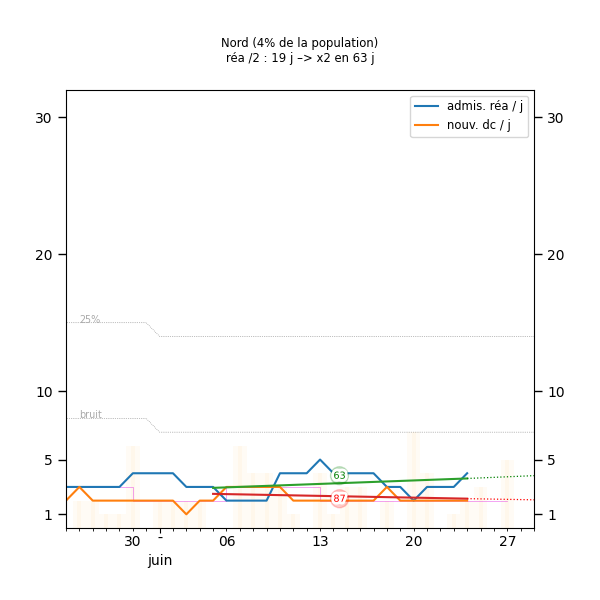 Nord (4% de la population)
réa /2 : 19 j –> x2 en 63 j
admis. réa / j
nouv. dc / j
30 30
20 20
25%
10 10
bruit
5 5
63
87
1 1
30 - 06 13 20 27
juin